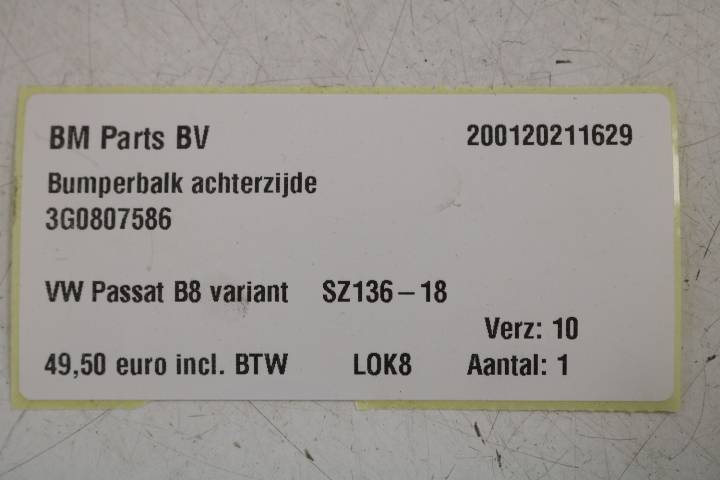 BM Parts BV 200120211629
Bumperbalk achterzijde
3G0807586
VW Passat B8 variant SZ136-18
Verz: 10
49,50 euro incl. BTW LOK8 Aantal: 1